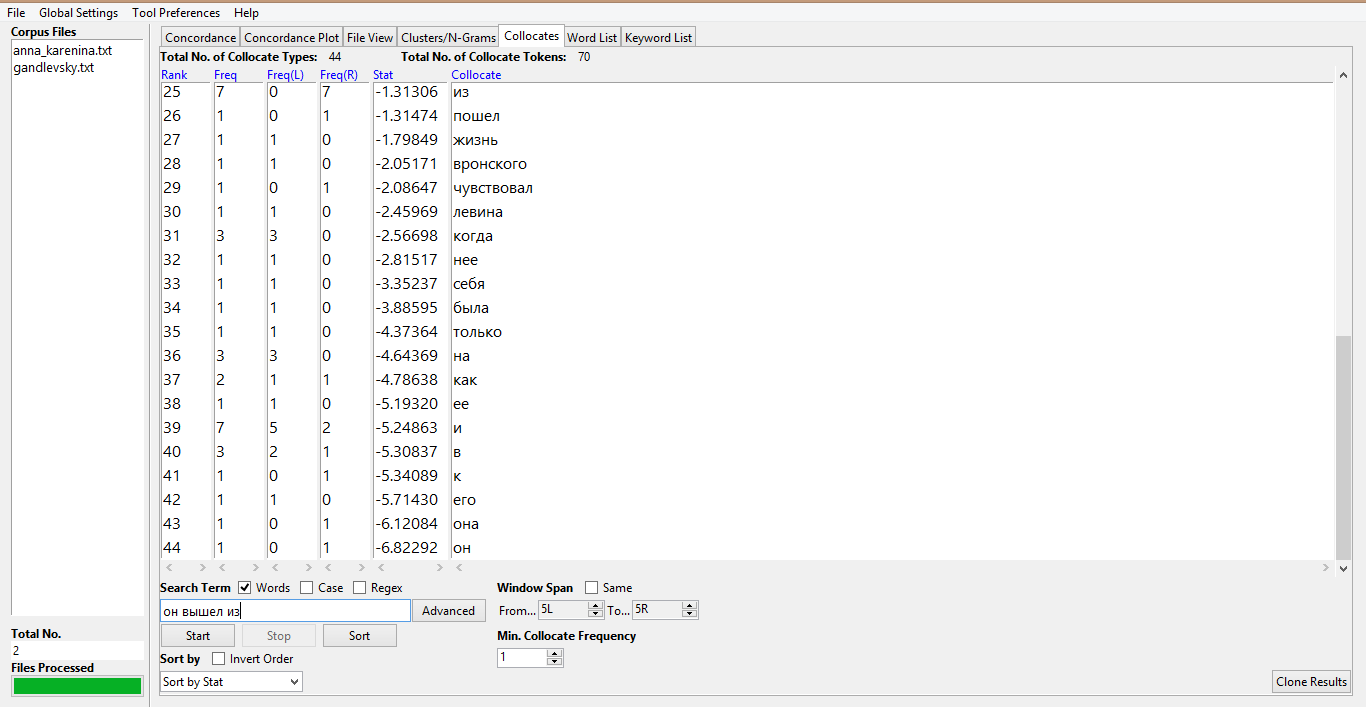 File Global Settings Tool Preferences Help
Corpus Files
anna_karenina.txt
gandlevsky.txt
Total No.
2
Files Processed
Concordance Concordance Plot File View Clusters/N-Grams Collocates Word List Keyword List
Total No. of Collocate Types: 44 Total No. of Collocate Tokens: 70
Rank Freq Freq(L) Freq(R) Stat Collocate
25 7 0 7 -1.31306 из
26 1 0 1 -1.31474 пошел
27 1 1 0 -1.79849 жизнь
28 1 1 0 -2.05171 вронского
29 1 0 1 -2.08647 чувствовал
30 1 1 0 -2.45969 левина
31 3 3 0 -2.56698 когда
32 1 1 0 -2.81517 нее
33 1 1 0 -3.35237 себя
34 1 1 0 -3.88595 была
35 1 1 0 -4.37364 только
36 3 3 0 -4.64369 на
37 2 1 1 -4.78638 как
38 1 1 0 -5.19320 ее
39 7 5 2 -5.24863 и
40 3 2 1 -5.30837 в
41 1 0 1 -5.34089 к
42 1 1 0 -5.71430 его
43 1 0 1 -6.12084 она
44 1 0 1 -6.82292 он
Search Term Words Case Regex Window Span Same
он вышел из Advanced From... 5L To... 5R
Start Stop Sort Min. Collocate Frequency
Sort by Invert Order 1
Sort by Stat Clone Results